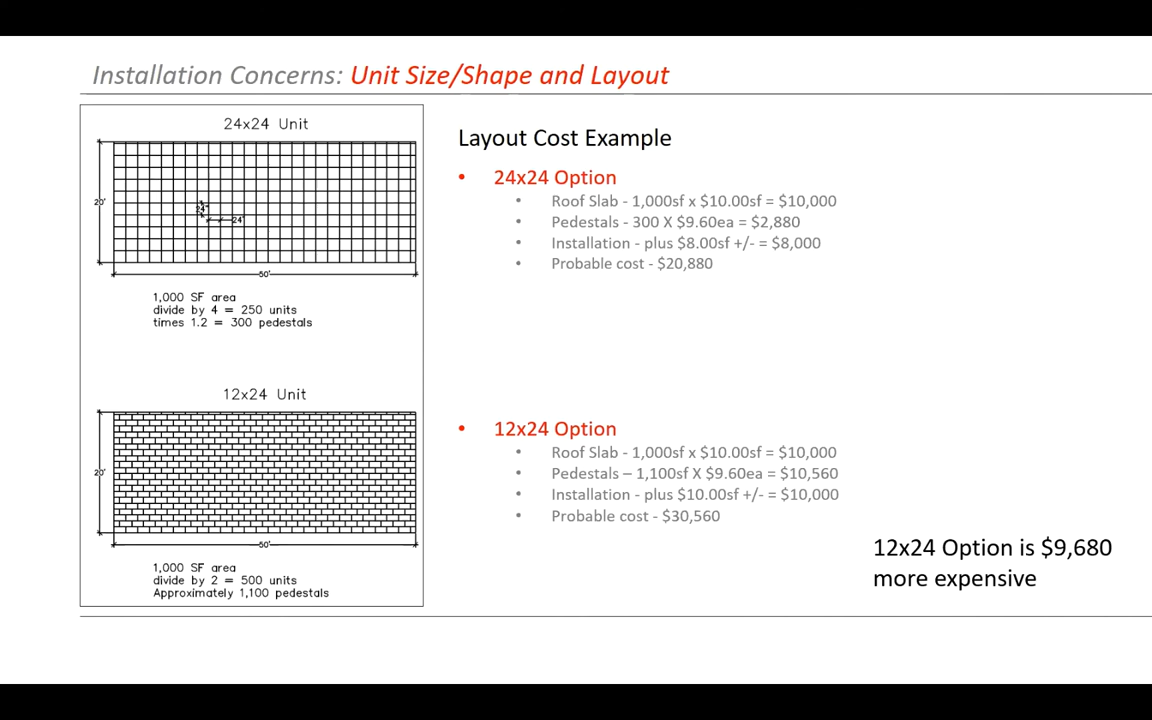 Installation Concerns: Unit Size/Shape and Layout
24x24 Unit
20'
24"
24"
50'
1,000 SF area
divide by 4 = 250 units
times 1.2 = 300 pedestals
12x24 Unit
20'
50'
1,000 SF area
divide by 2 = 500 units
Approximately 1,100 pedestals
Layout Cost Example
• 24x24 Option
• Roof Slab - 1,000sf x $10.00sf = $10,000
• Pedestals - 300 X $9.60ea = $2,880
• Installation - plus $8.00sf +/- = $8,000
• Probable cost - $20,880
• 12x24 Option
• Roof Slab - 1,000sf x $10.00sf = $10,000
• Pedestals – 1,100sf X $9.60ea = $10,560
• Installation - plus $10.00sf +/- = $10,000
• Probable cost - $30,560
12x24 Option is $9,680
more expensive